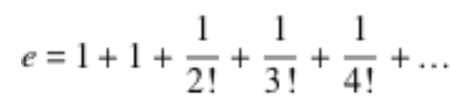 e = 1 + 1 + 1/2! + 1/3! + 1/4! + ...